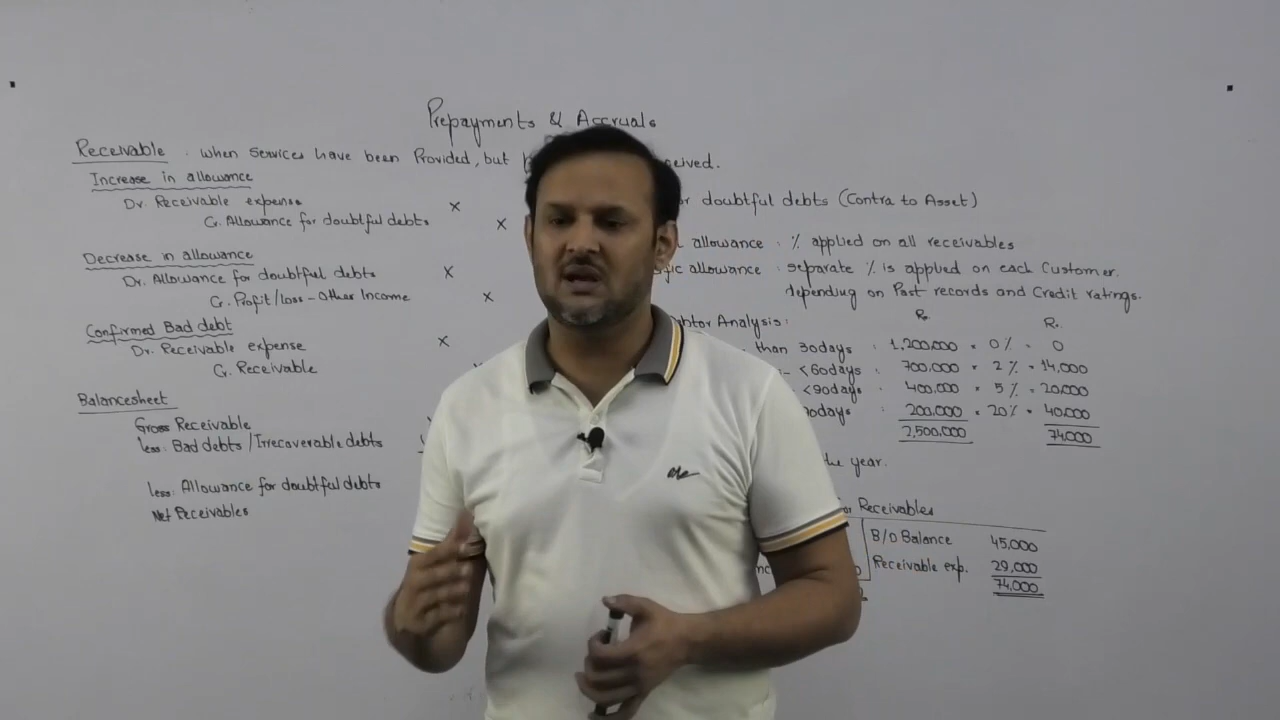 Prepayments & Accruals
Receivable : when services have been Provided, but
Increase in allowance
Dr. Receivable expense x
Cr. Allowance for doubtful debts x
Decrease in allowance
Dr. Allowance for doubtful debts x
Cr. Profit/loss - Other Income x
Confirmed Bad debt
Dr. Receivable expense x
Cr. Receivable
Balancesheet
Gross Receivable
less: Bad debts / Irrecoverable debts
less: Allowance for doubtful debts
Net Receivables
doubtful debts (Contra to Asset)
allowance : % applied on all receivables
allowance : separate % is applied on each Customer.
depending on Past records and Credit ratings.
Analysis:
Rs. Rs.
than 30days : 1,200,000 × 0% = 0
<60days : 700,000 × 2% = 14,000
<90days : 400,000 × 5% = 20,000
200,000 × 20% = 40,000
2,500,000 74,000
the year.
Receivables
B/D Balance 45,000
Receivable exp. 29,000
74,000